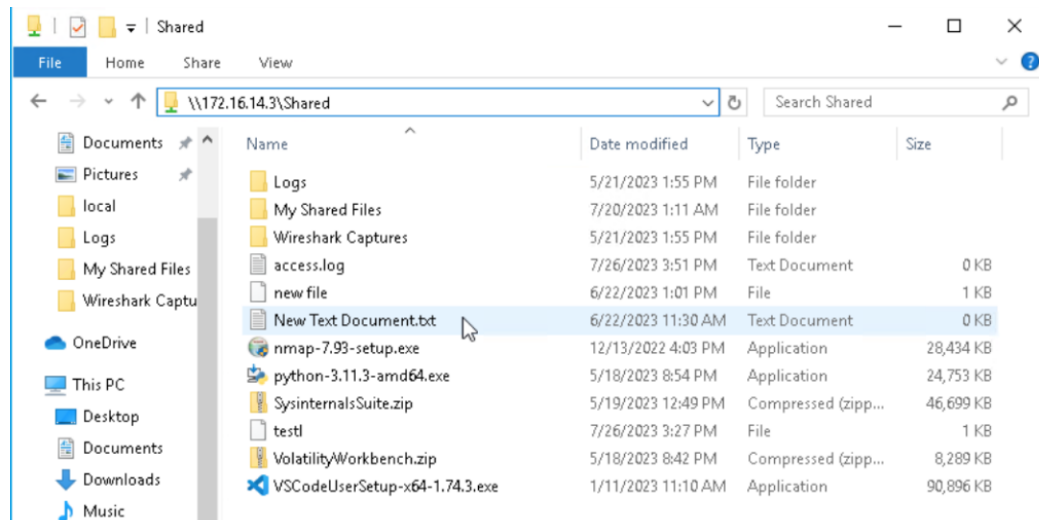 Shared
File Home Share View
\\172.16.14.3\Shared Search Shared
Documents
Pictures
local
Logs
My Shared Files
Wireshark Captu
OneDrive
This PC
Desktop
Documents
Downloads
Music
Name Date modified Type Size
Logs 5/21/2023 1:55 PM File folder
My Shared Files 7/20/2023 1:11 AM File folder
Wireshark Captures 5/21/2023 1:55 PM File folder
access.log 7/26/2023 3:51 PM Text Document 0 KB
new file 6/22/2023 1:01 PM File 1 KB
New Text Document.txt 6/22/2023 11:30 AM Text Document 0 KB
nmap-7.93-setup.exe 12/13/2022 4:03 PM Application 28,434 KB
python-3.11.3-amd64.exe 5/18/2023 8:54 PM Application 24,753 KB
SysinternalsSuite.zip 5/19/2023 12:49 PM Compressed (zipp... 46,699 KB
testl 7/26/2023 3:27 PM File 1 KB
VolatilityWorkbench.zip 5/18/2023 8:42 PM Compressed (zipp... 8,289 KB
VSCodeUserSetup-x64-1.74.3.exe 1/11/2023 11:10 AM Application 90,896 KB